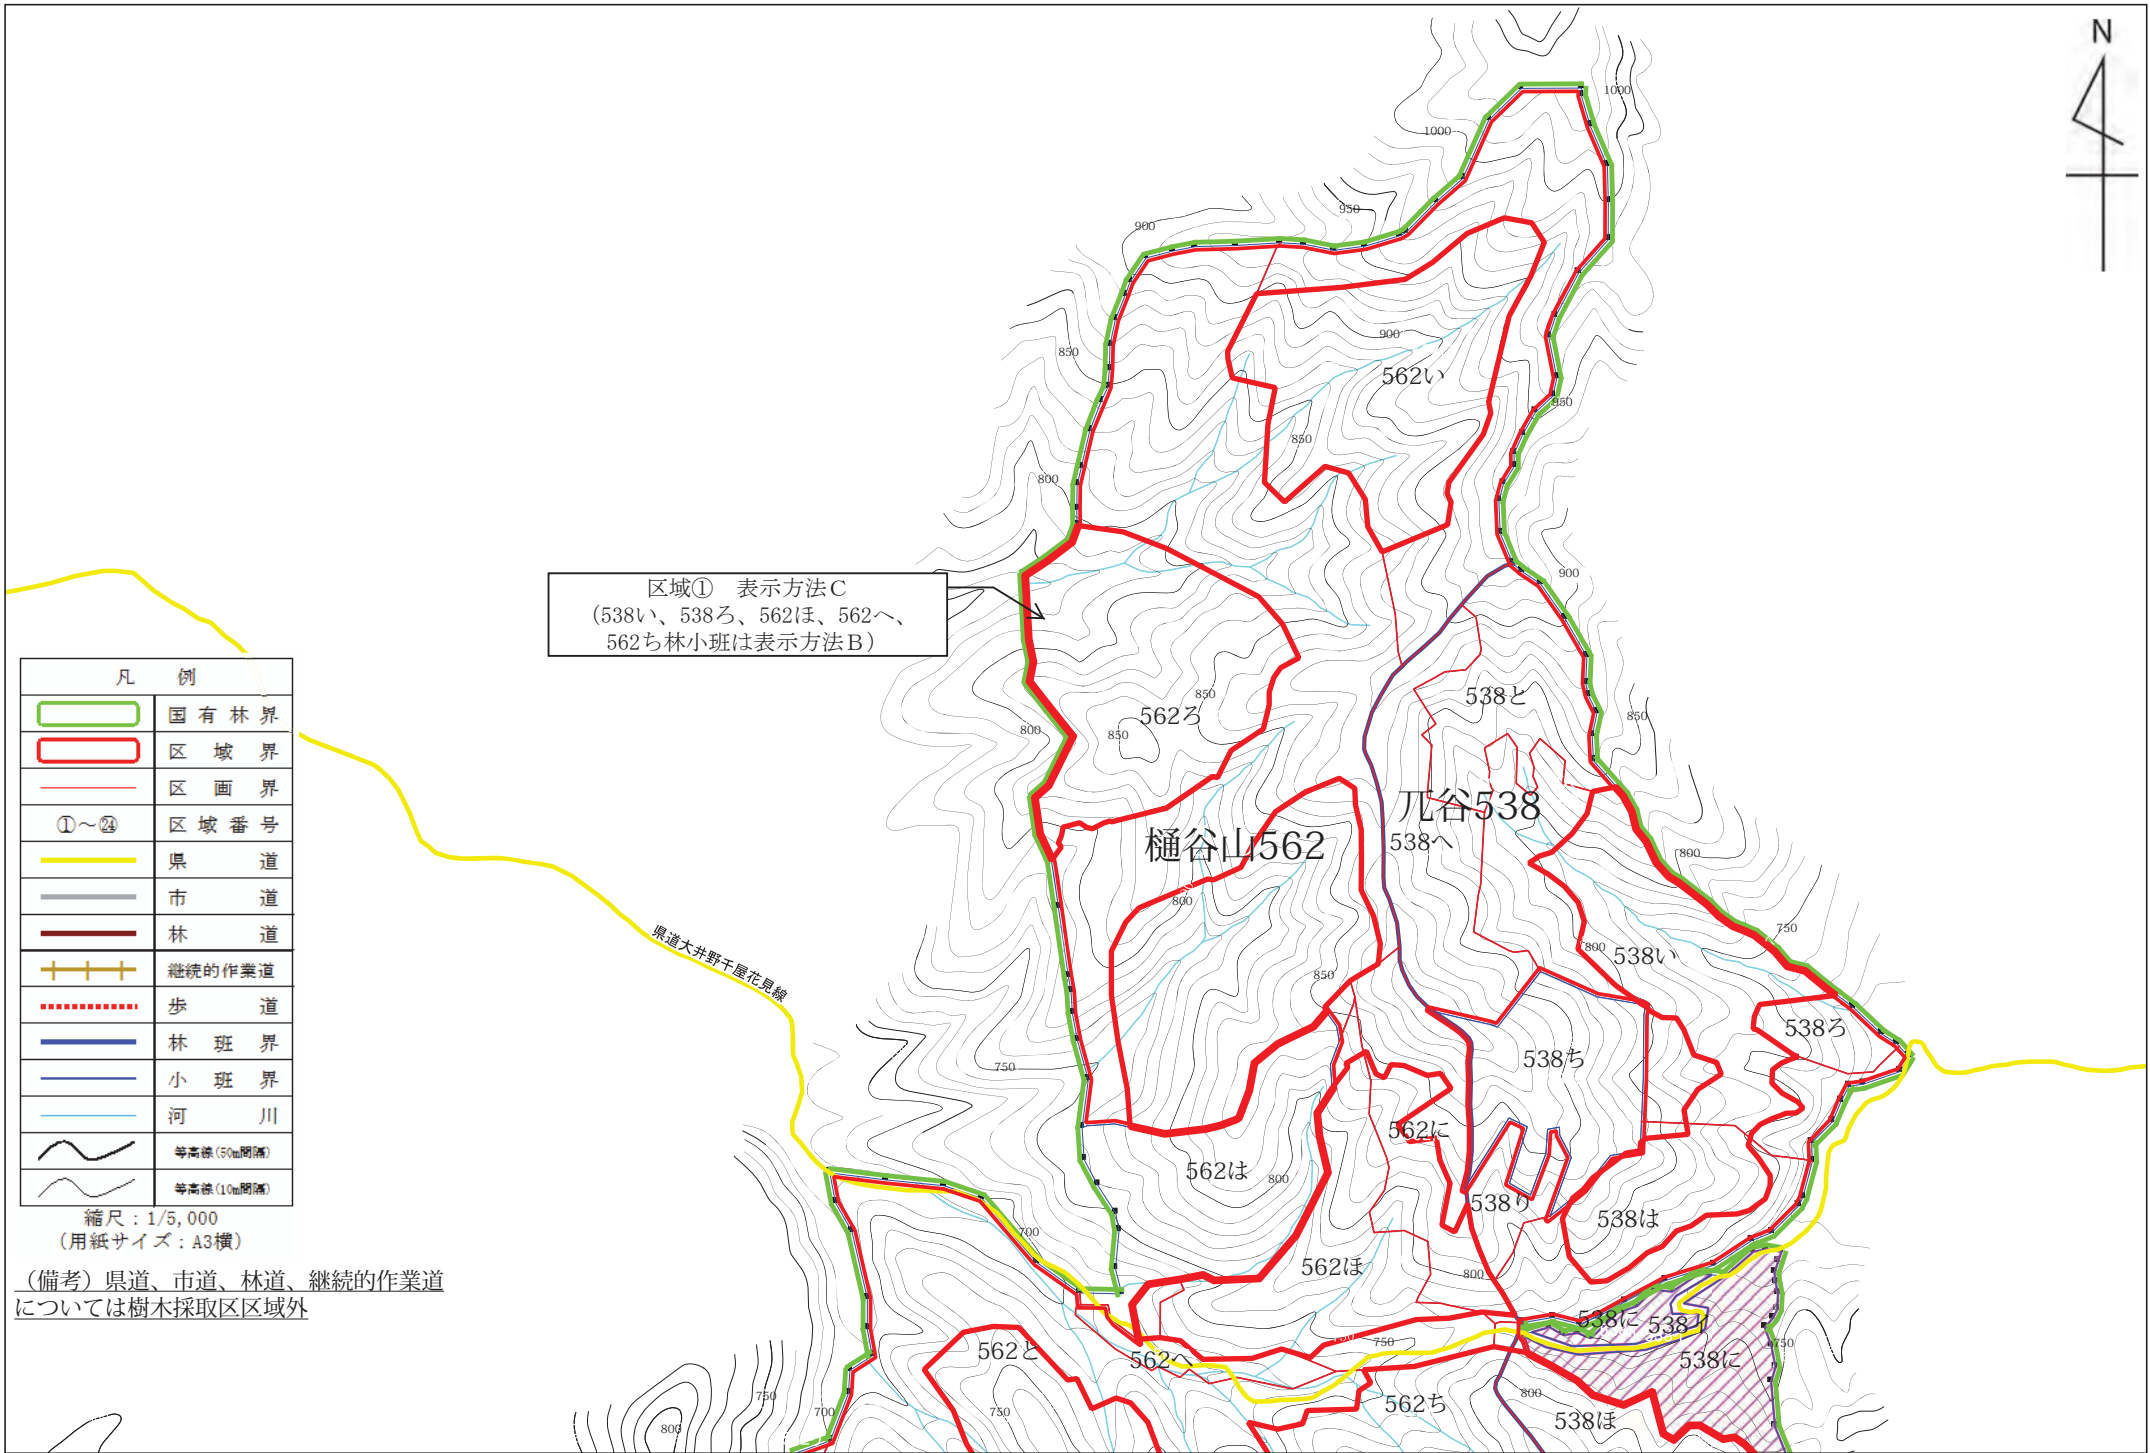 N
1000
1000
950
900
900
850
562い
950
850
800
区域①　表示方法C
（538い、538ろ、562ほ、562へ、
562ち林小班は表示方法B）
900
538と
850
850
562ろ
850
800
兀谷538
樋谷山562
538へ
800
800
750
800
538い
県道大井野千屋花見線
850
538ろ
538ち
750
562に
562は
800
538り
538は
700
562ほ
800
538に
538り
750
750
562と
562へ
538に
750
562ち
800
538ほ
750
700
750
800
凡　例
国有林界
区域界
区画界
①～㉔ 区域番号
県道
市道
林道
継続的作業道
歩道
林班界
小班界
河川
等高線(50m間隔)
等高線(10m間隔)
縮尺：1/5,000
（用紙サイズ：A3横）
（備考）県道、市道、林道、継続的作業道
については樹木採取区区域外